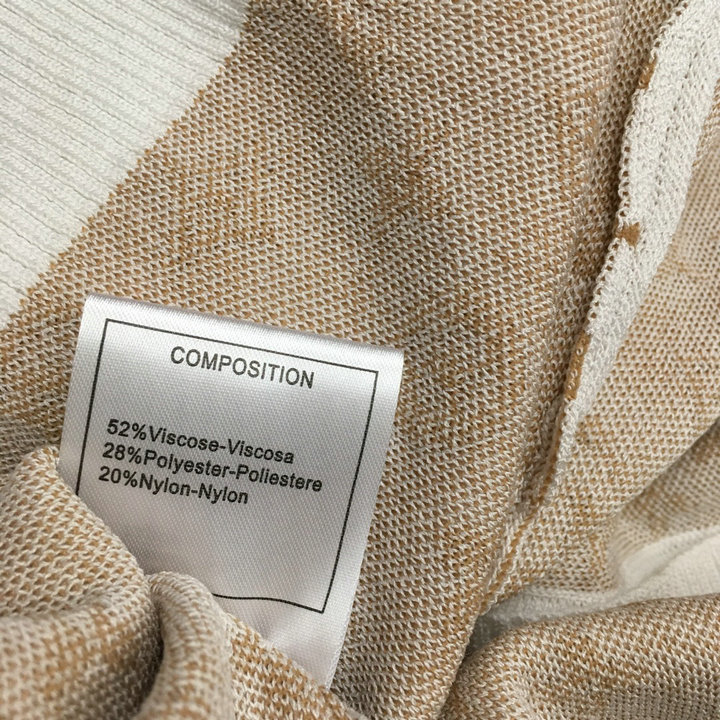 COMPOSITION
52%Viscose-Viscosa
28%Polyester-Poliestere
20%Nylon-Nylon